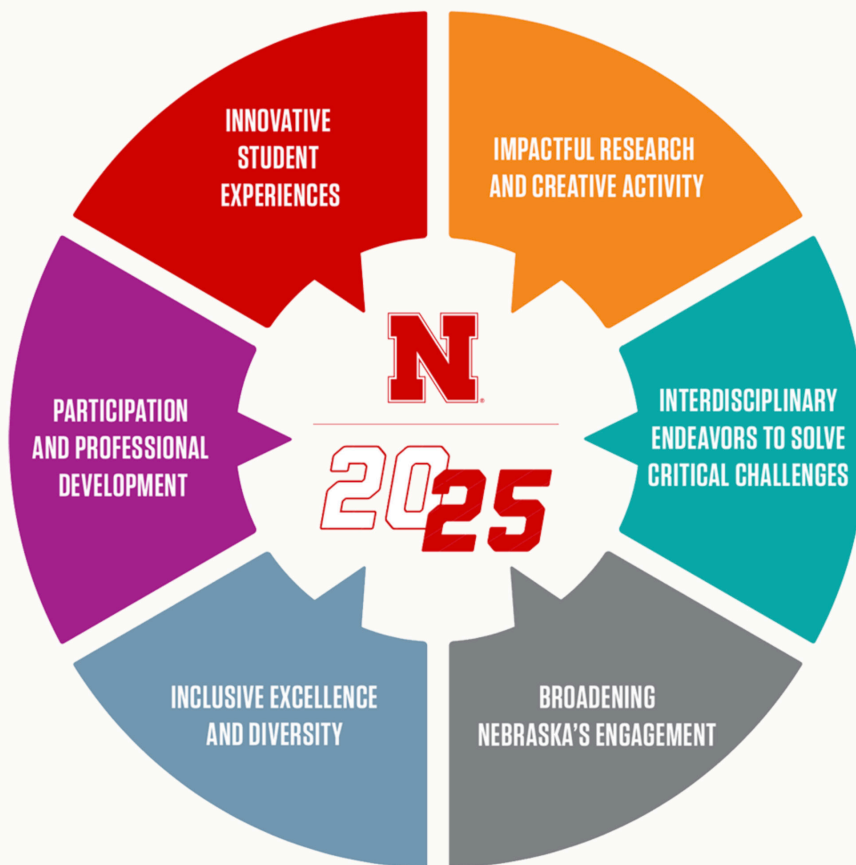 INNOVATIVE
STUDENT
EXPERIENCES
IMPACTFUL RESEARCH
AND CREATIVE ACTIVITY
INTERDISCIPLINARY
ENDEAVORS TO SOLVE
CRITICAL CHALLENGES
BROADENING
NEBRASKA'S ENGAGEMENT
INCLUSIVE EXCELLENCE
AND DIVERSITY
PARTICIPATION
AND PROFESSIONAL
DEVELOPMENT
N®
2025